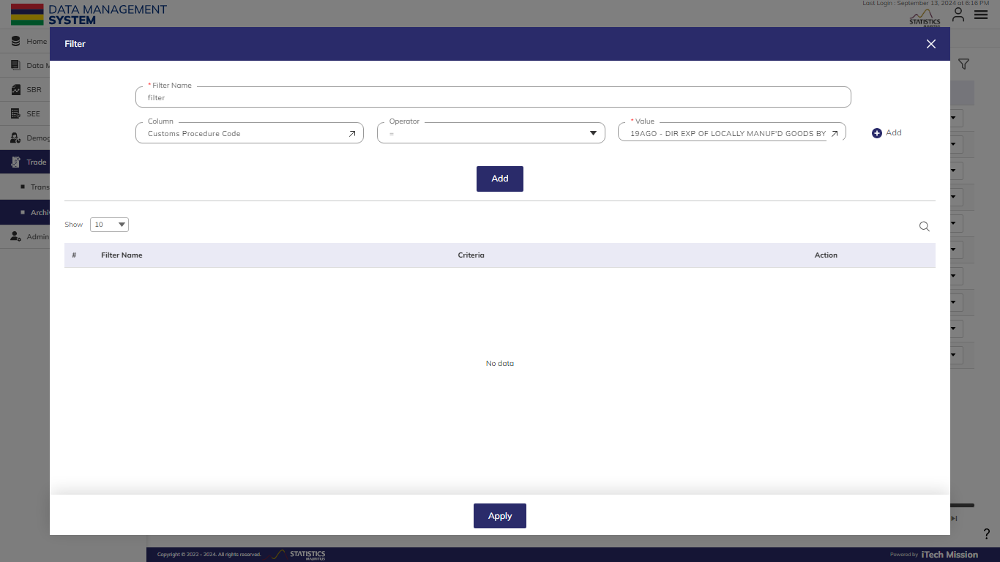 DATA MANAGEMENT
SYSTEM
Last Login : September 13, 2024 at 6:16 PM
STATISTICS
MAURITIUS
Home
Data M
SBR
SEE
Demog
Trade
Trans
Archi
Admin
Filter
* Filter Name
filter
Column
Customs Procedure Code
Operator
=
* Value
19AGO - DIR EXP OF LOCALLY MANUF'D GOODS BY
Add
Add
Show 10
# Filter Name Criteria Action
No data
Apply
?
Copyright © 2022 - 2024. All rights reserved.
STATISTICS
MAURITIUS
Powered by iTech Mission